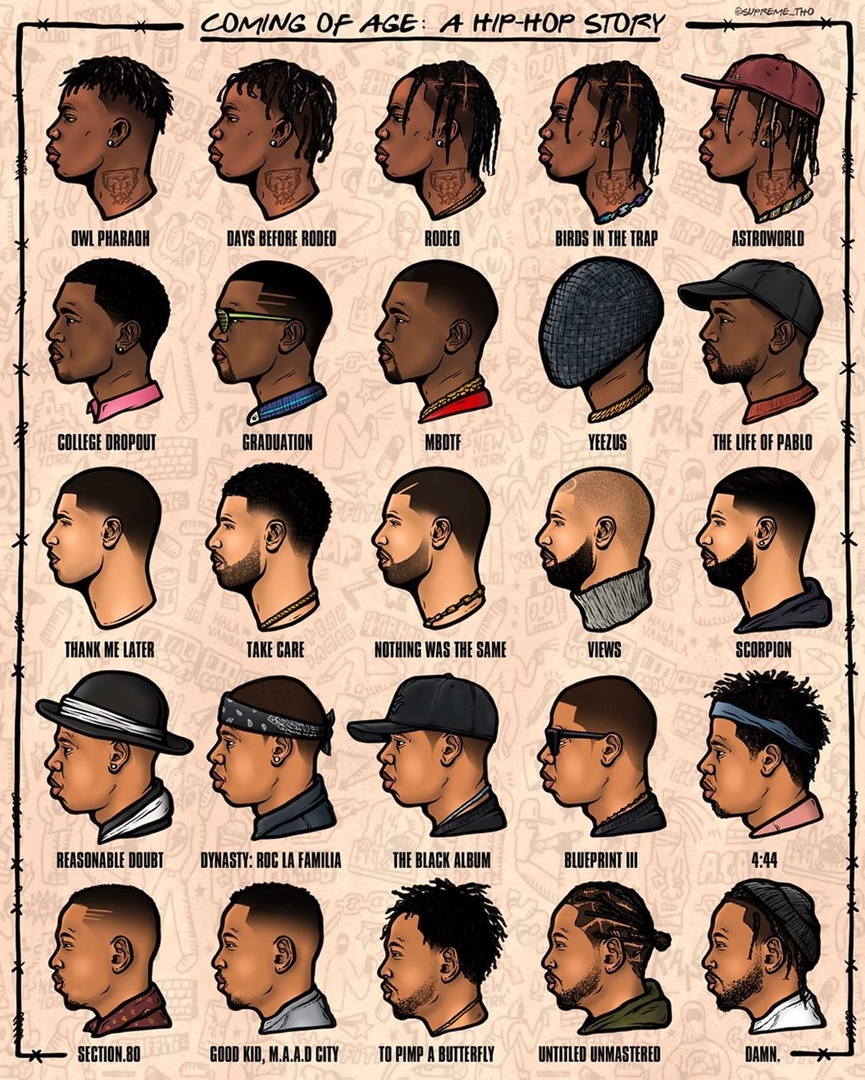 @SUPREME_THO
COMING OF AGE: A HIP-HOP STORY
OWL PHARAOH
DAYS BEFORE RODEO
RODEO
BIRDS IN THE TRAP
ASTROWORLD
COLLEGE DROPOUT
GRADUATION
MBDTF
YEEZUS
THE LIFE OF PABLO
THANK ME LATER
TAKE CARE
NOTHING WAS THE SAME
VIEWS
SCORPION
REASONABLE DOUBT
DYNASTY: ROC LA FAMILIA
THE BLACK ALBUM
BLUEPRINT III
4:44
SECTION.80
GOOD KID, M.A.A.D CITY
TO PIMP A BUTTERFLY
UNTITLED UNMASTERED
DAMN.